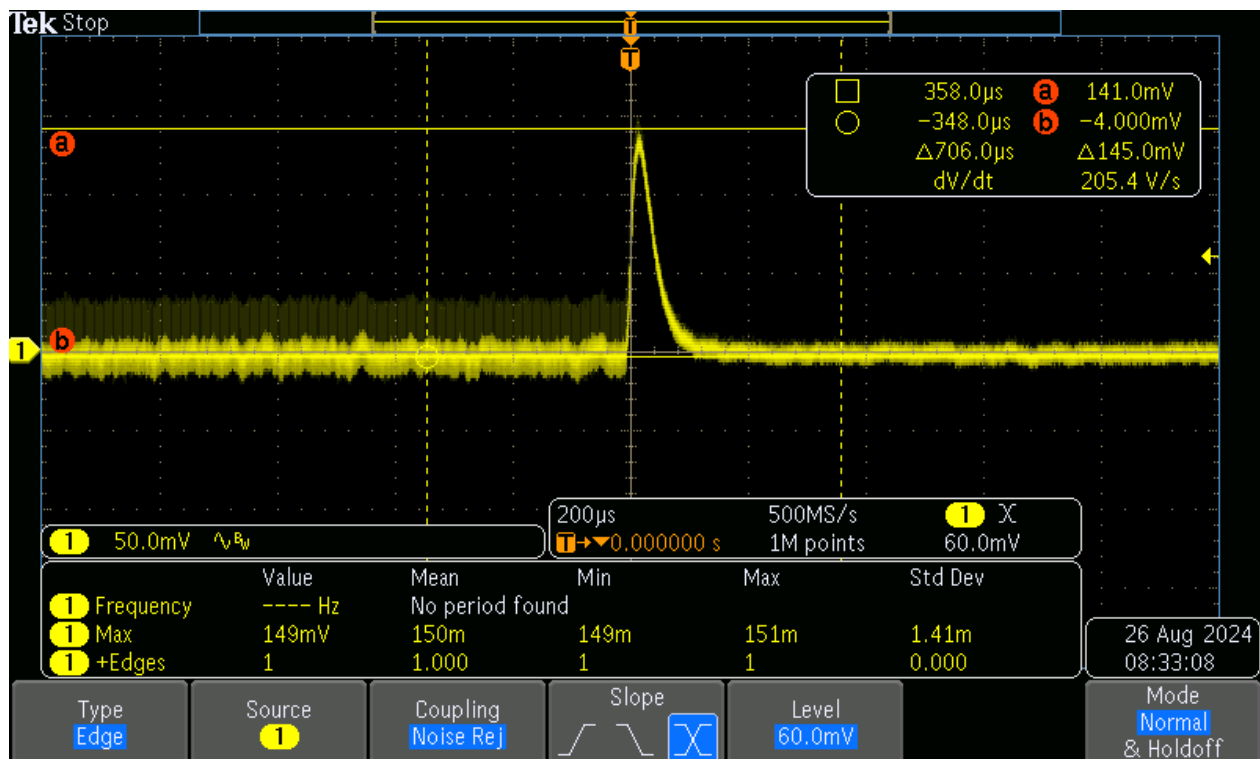 Tek Stop
T
T
358.0µs a 141.0mV
−348.0µs b −4.000mV
△706.0µs △145.0mV
dV/dt 205.4 V/s
a
b
1
1 50.0mV BW
200µs 500MS/s 1
T→▼0.000000 s 1M points 60.0mV
Value Mean Min Max Std Dev
1 Frequency −−−− Hz No period found
1 Max 149mV 150m 149m 151m 1.41m
1 +Edges 1 1.000 1 1 0.000
26 Aug 2024
08:33:08
Type
Edge
Source
1
Coupling
Noise Rej
Slope
Level
60.0mV
Mode
Normal
& Holdoff